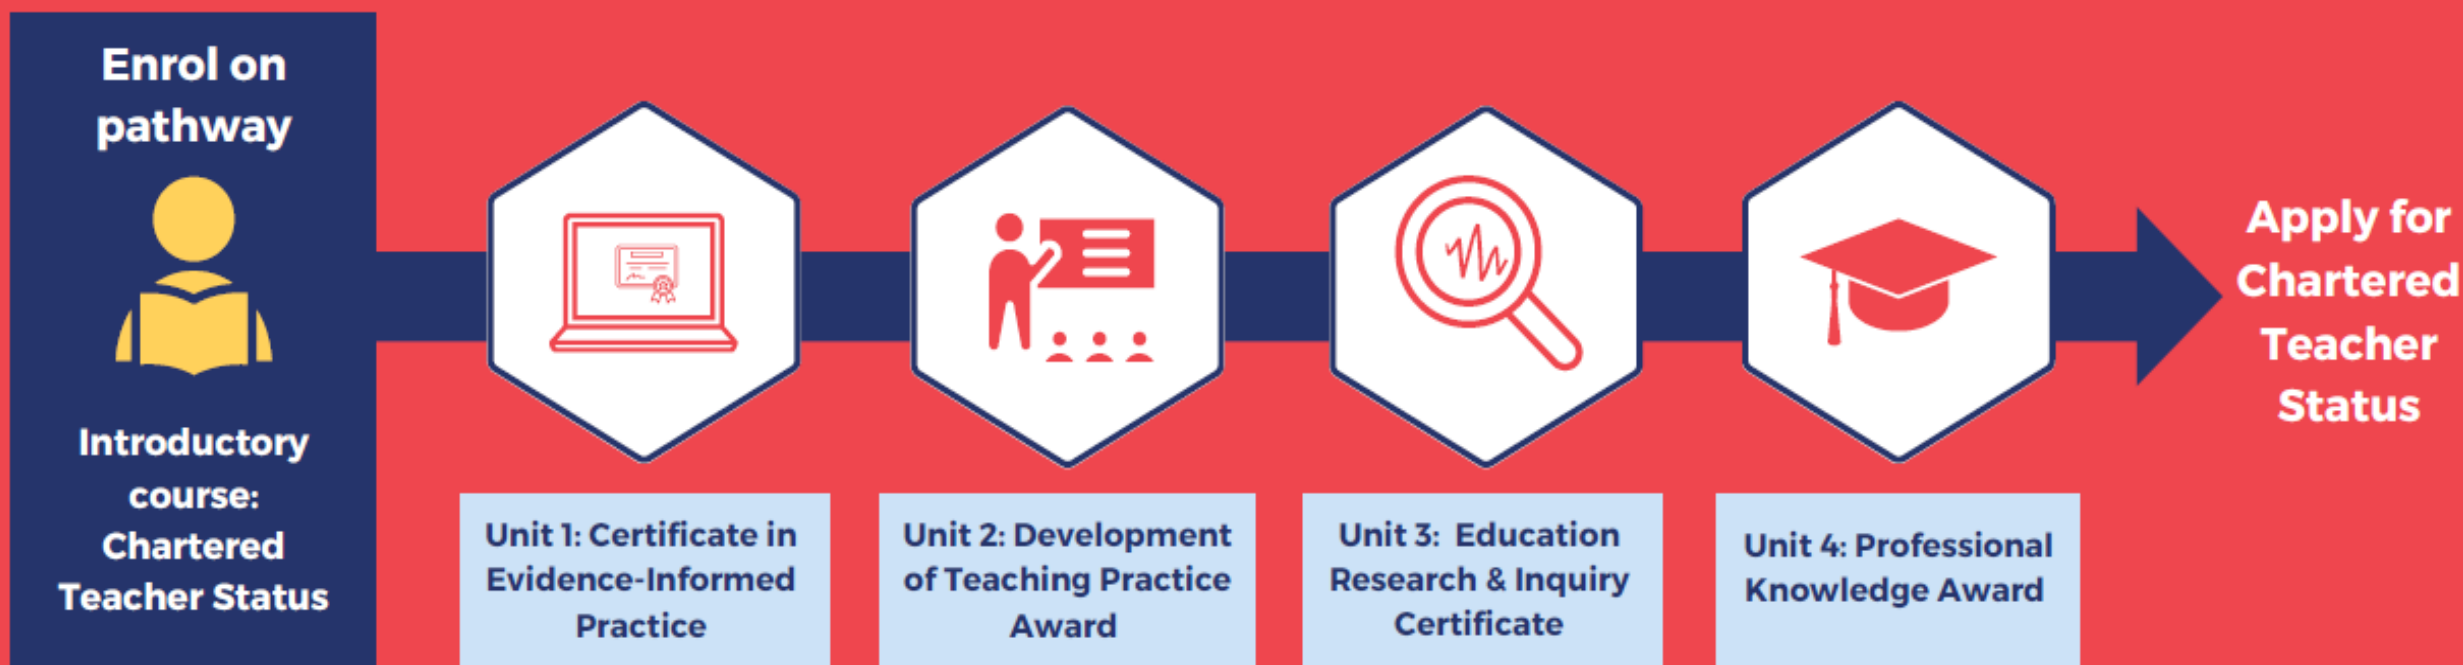 Enrol on
pathway
Introductory
course:
Chartered
Teacher Status
Unit 1: Certificate in
Evidence-Informed
Practice
Unit 2: Development
of Teaching Practice
Award
Unit 3: Education
Research & Inquiry
Certificate
Unit 4: Professional
Knowledge Award
Apply for
Chartered
Teacher
Status